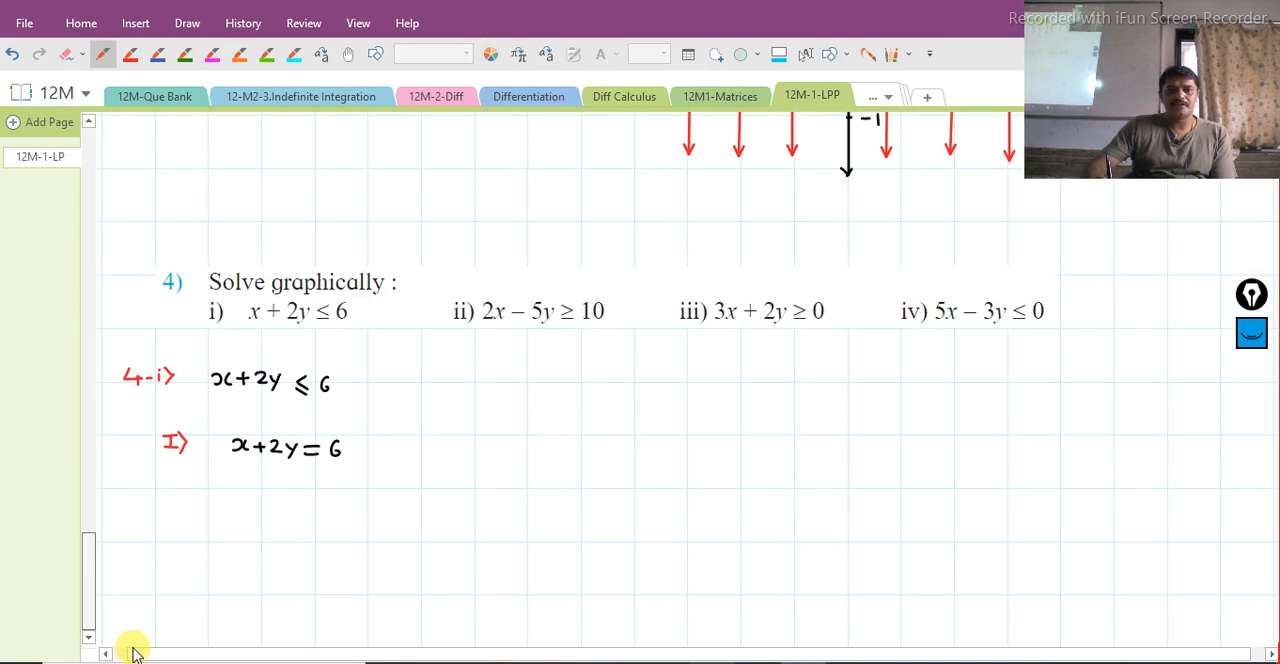 File Home Insert Draw History Review View Help
Recorded with iFun Screen Recorder
12M 12M-Que Bank 12-M2-3.Indefinite Integration 12M-2-Diff Differentiation Diff Calculus 12M1-Matrices 12M-1-LPP ...
Add Page
12M-1-LP
-1
4) Solve graphically :
i) x + 2y ≤ 6 ii) 2x − 5y ≥ 10 iii) 3x + 2y ≥ 0 iv) 5x − 3y ≤ 0
4-i) x+2y ≤ 6
I) x+2y = 6